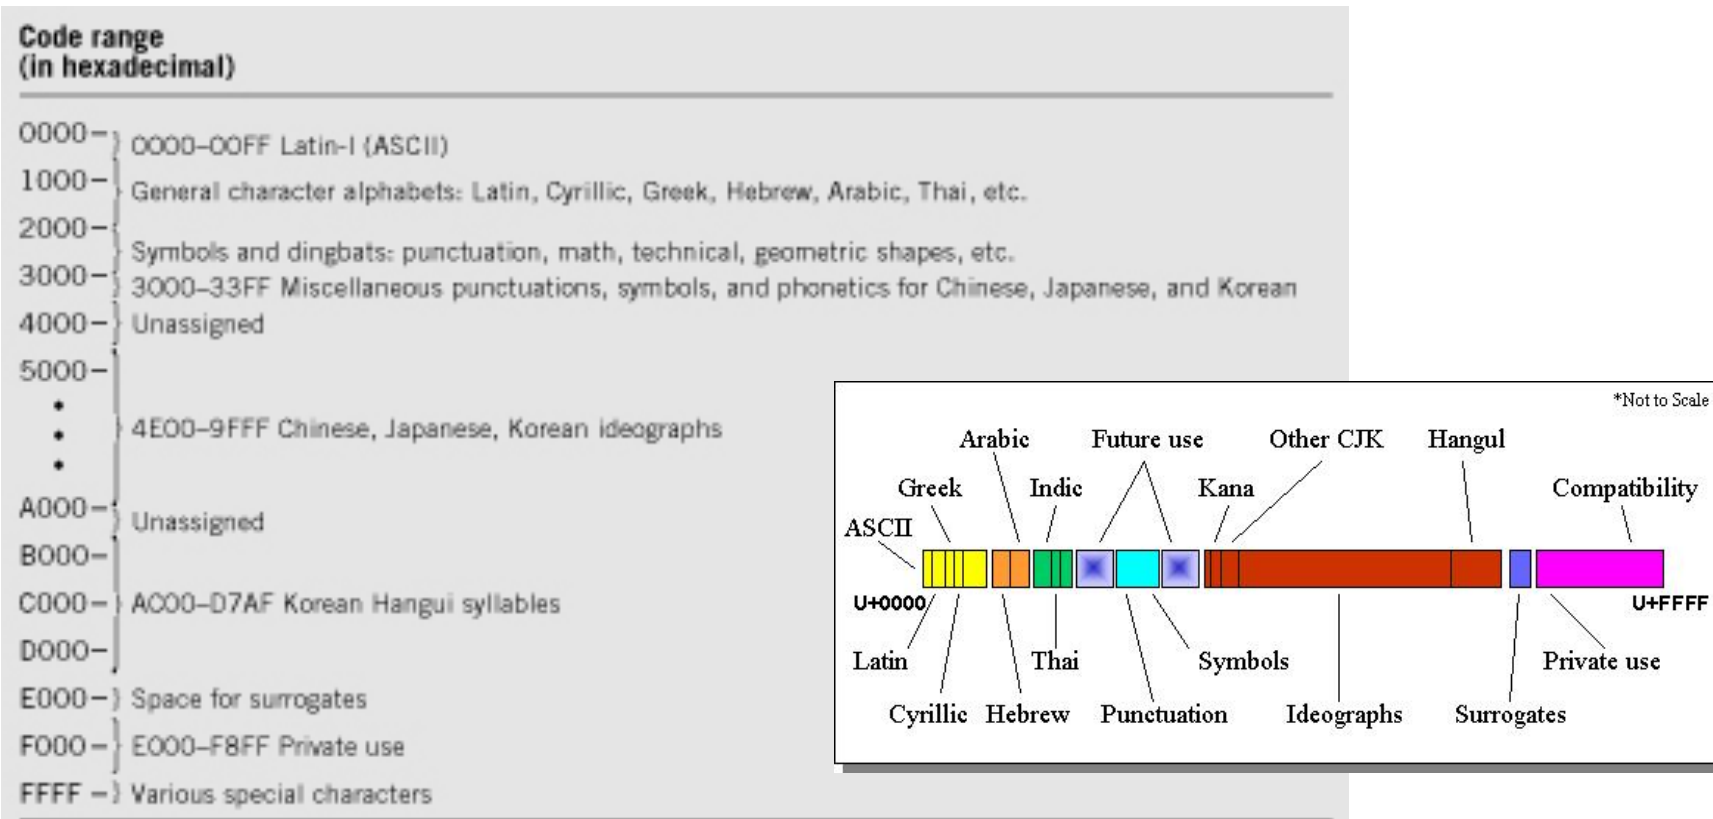 Code range
(in hexadecimal)
0000–
0000–00FF Latin-I (ASCII)
1000–
General character alphabets: Latin, Cyrillic, Greek, Hebrew, Arabic, Thai, etc.
2000–
Symbols and dingbats: punctuation, math, technical, geometric shapes, etc.
3000–
3000–33FF Miscellaneous punctuations, symbols, and phonetics for Chinese, Japanese, and Korean
4000–
Unassigned
5000–
4E00–9FFF Chinese, Japanese, Korean ideographs
A000–
Unassigned
B000–
C000–
AC00–D7AF Korean Hangui syllables
D000–
E000–
Space for surrogates
F000–
E000–F8FF Private use
FFFF –
Various special characters
*Not to Scale
Arabic Future use Other CJK Hangul
Greek Indic Kana Compatibility
ASCII
U+0000 U+FFFF
Latin Thai Symbols Private use
Cyrillic Hebrew Punctuation Ideographs Surrogates